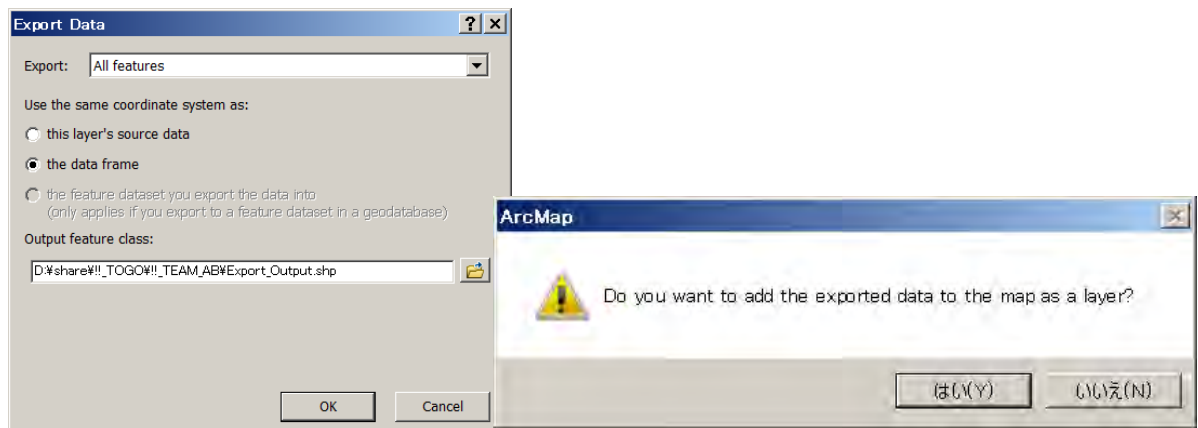 Export Data
Export: All features
Use the same coordinate system as:
this layer's source data
the data frame
the feature dataset you export the data into
(only applies if you export to a feature dataset in a geodatabase)
Output feature class:
D:¥share¥!!_TOGO¥!!_TEAM_AB¥Export_Output.shp
OK Cancel
ArcMap
Do you want to add the exported data to the map as a layer?
はい(Y) いいえ(N)